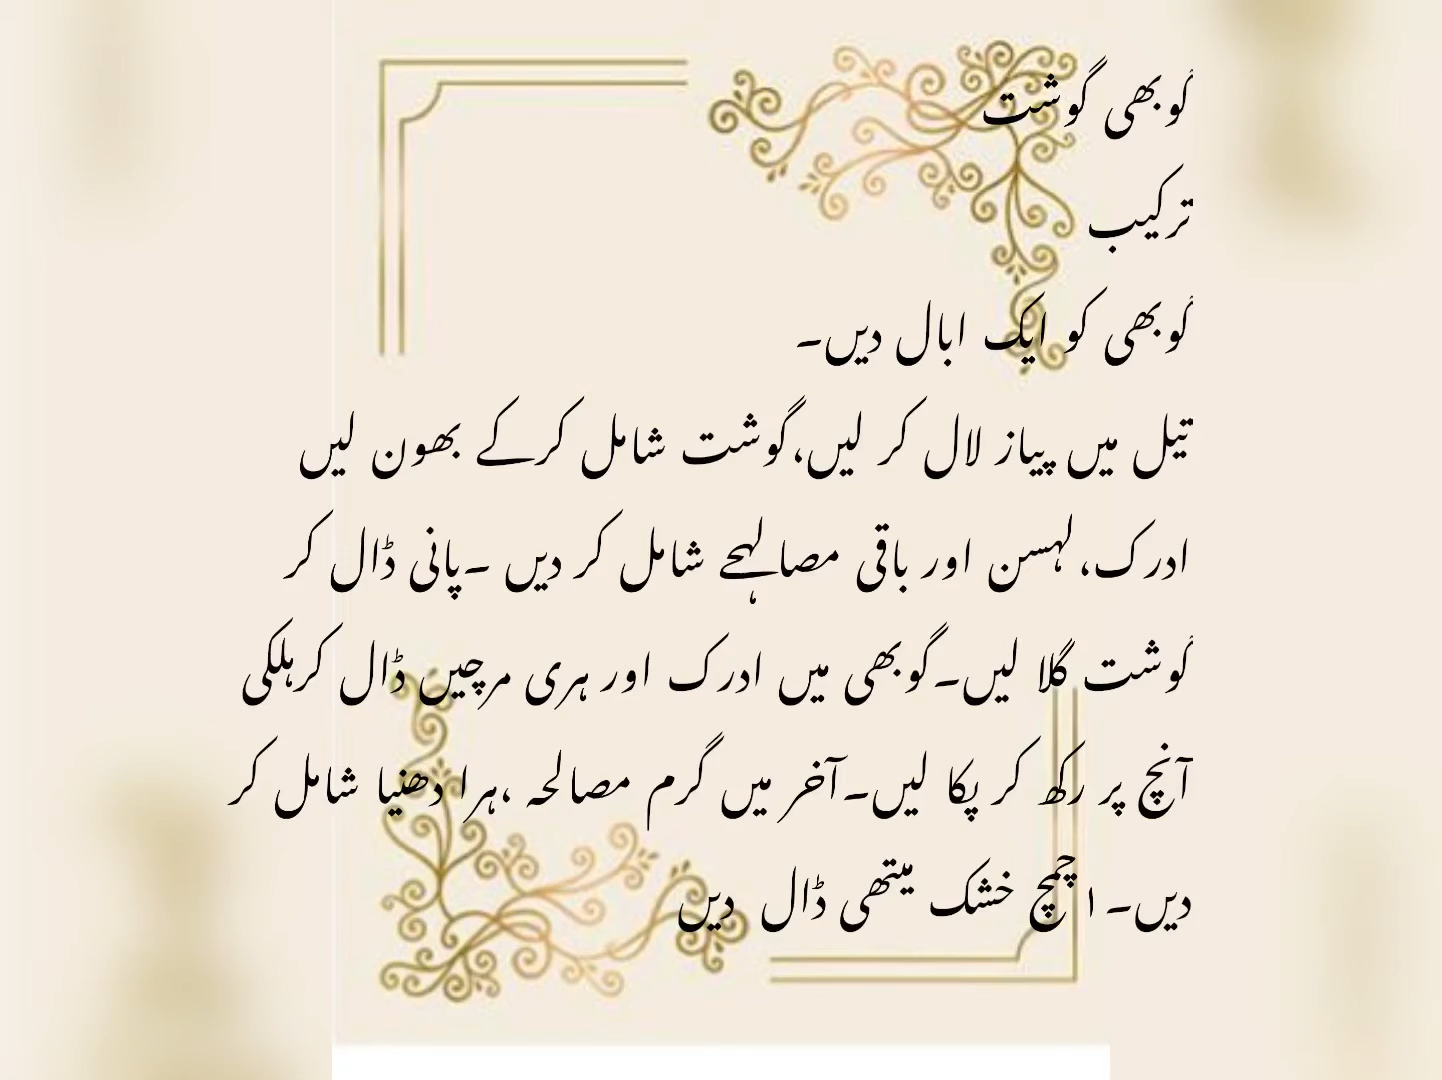 گوبھی گوشت
ترکیب
گوبھی کو ایک ابال دیں۔
تیل میں پیاز لال کر لیں،گوشت شامل کرکے بھون لیں
ادرک، لہسن اور باقی مصالہحے شامل کر دیں ۔پانی ڈال کر
گوشت گلا لیں۔گوبھی میں ادرک اور ہری مرچیں ڈال کرہلکی
آنچ پر رکھ کر پکا لیں۔آخر میں گرم مصالحہ ،ہرا دھنیا شامل کر
دیں۔ ۱ چمچ خشک میتھی ڈال دیں